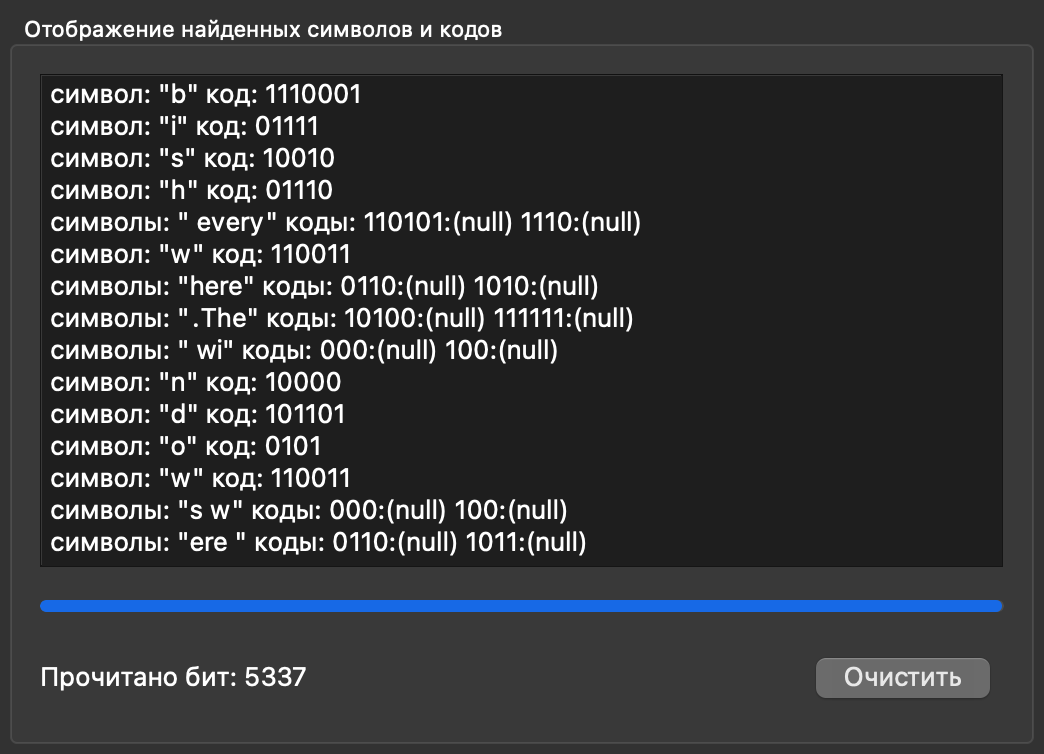 Отображение найденных символов и кодов
символ: "b" код: 1110001
символ: "i" код: 01111
символ: "s" код: 10010
символ: "h" код: 01110
символы: " every" коды: 110101:(null) 1110:(null)
символ: "w" код: 110011
символы: "here" коды: 0110:(null) 1010:(null)
символы: ".The" коды: 10100:(null) 111111:(null)
символы: " wi" коды: 000:(null) 100:(null)
символ: "n" код: 10000
символ: "d" код: 101101
символ: "o" код: 0101
символ: "w" код: 110011
символы: "s w" коды: 000:(null) 100:(null)
символы: "ere " коды: 0110:(null) 1011:(null)
Прочитано бит: 5337
Очистить